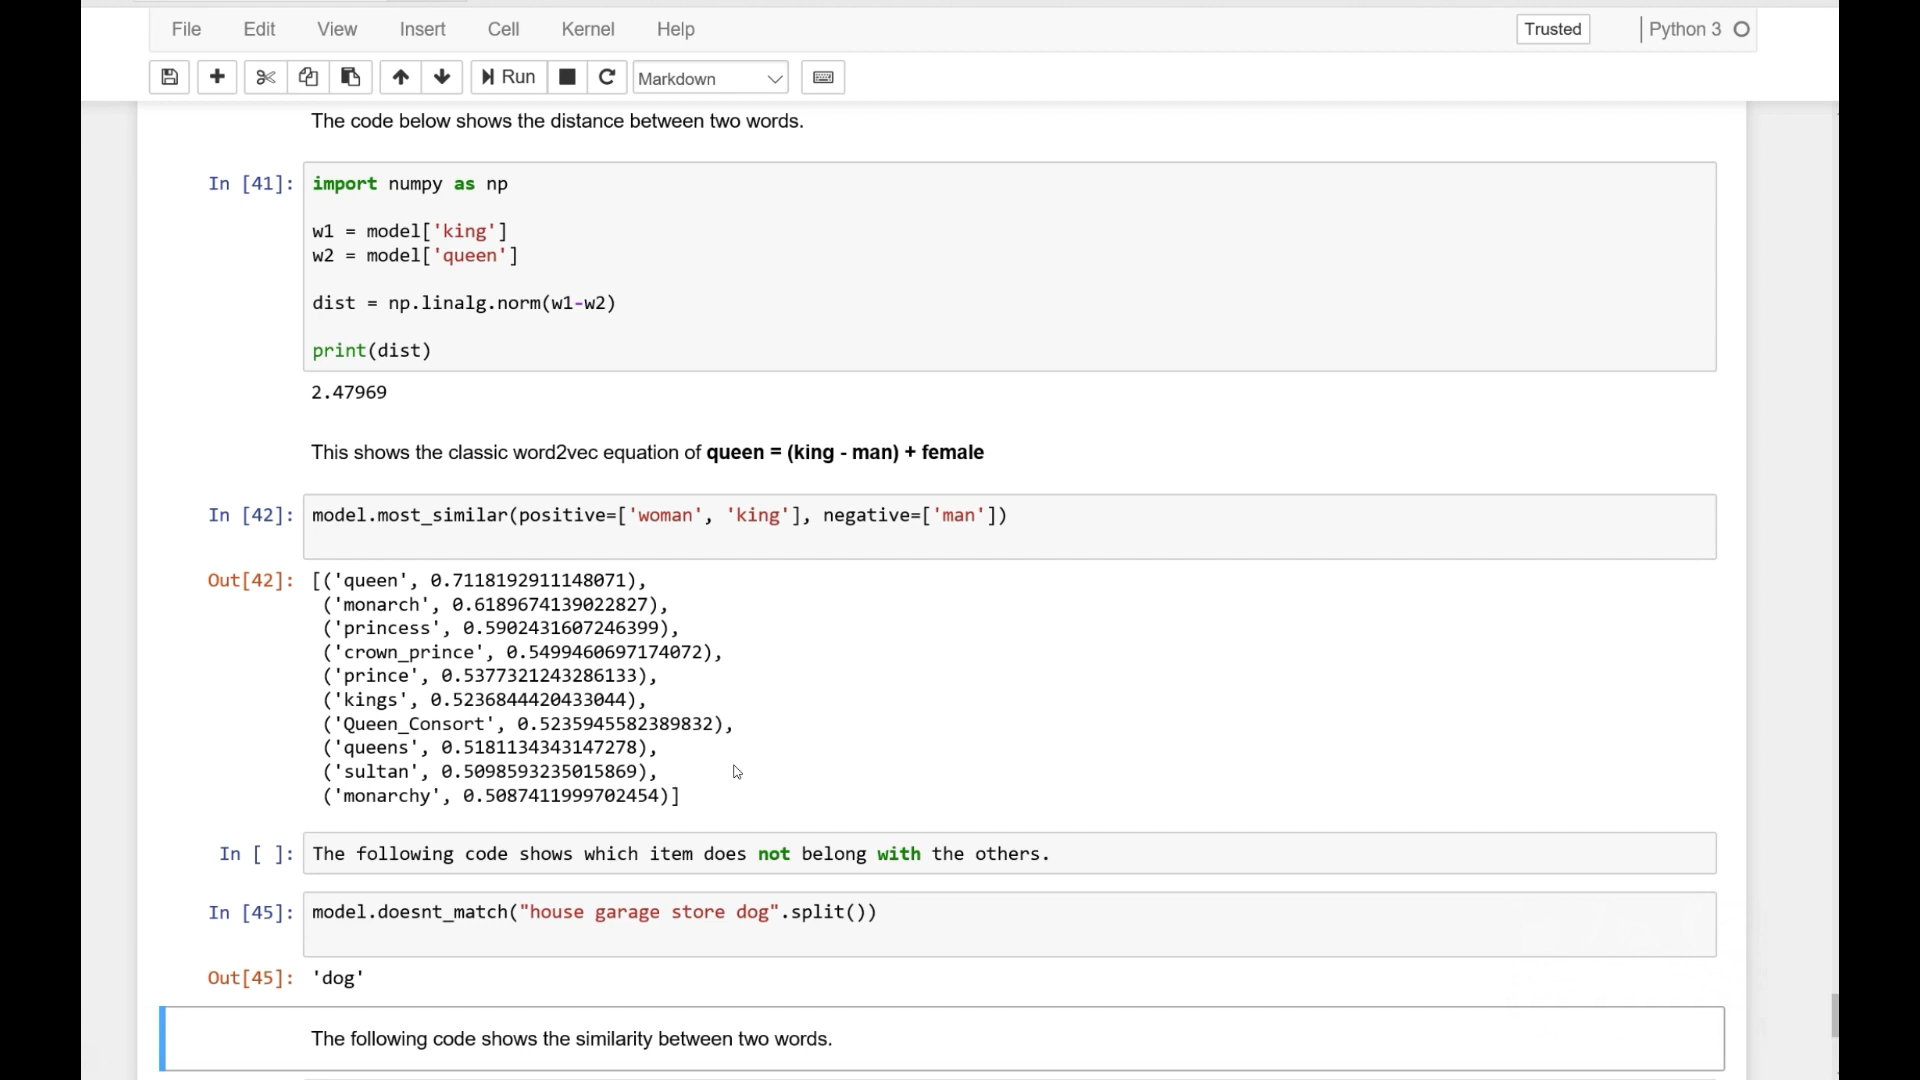 File Edit View Insert Cell Kernel Help Trusted Python 3
Run Markdown
The code below shows the distance between two words.
In [41]: import numpy as np
w1 = model['king']
w2 = model['queen']
dist = np.linalg.norm(w1-w2)
print(dist)
2.47969
This shows the classic word2vec equation of queen = (king - man) + female
In [42]: model.most_similar(positive=['woman', 'king'], negative=['man'])
Out[42]: [('queen', 0.7118192911148071),
('monarch', 0.6189674139022827),
('princess', 0.5902431607246399),
('crown_prince', 0.5499460697174072),
('prince', 0.5377321243286133),
('kings', 0.5236844420433044),
('Queen_Consort', 0.5235945582389832),
('queens', 0.5181134343147278),
('sultan', 0.5098593235015869),
('monarchy', 0.5087411999702454)]
In [ ]: The following code shows which item does not belong with the others.
In [45]: model.doesnt_match("house garage store dog".split())
Out[45]: 'dog'
The following code shows the similarity between two words.